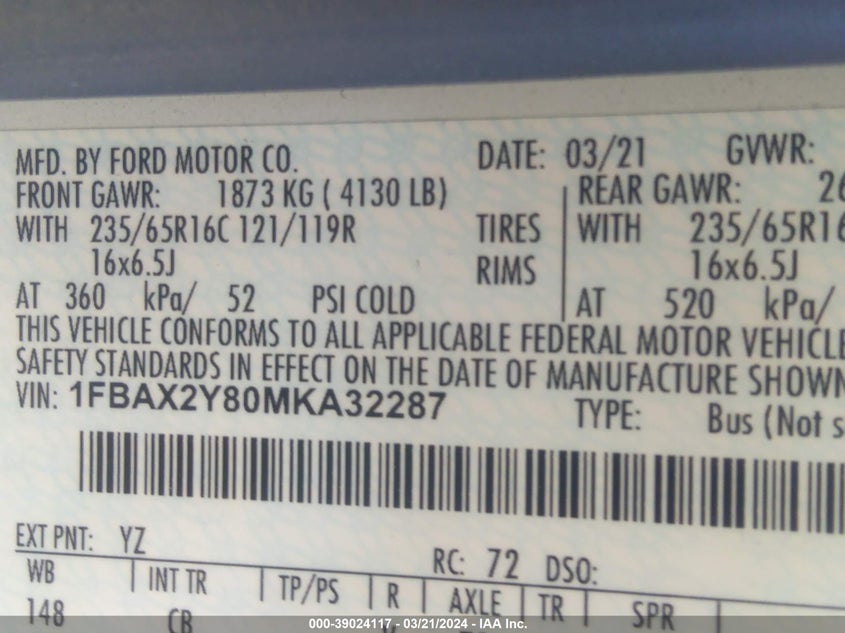 MFD. BY FORD MOTOR CO. DATE: 03/21 GVWR:
FRONT GAWR: 1873 KG ( 4130 LB) REAR GAWR: 26
WITH 235/65R16C 121/119R TIRES WITH 235/65R16
16x6.5J RIMS 16x6.5J
AT 360 kPa/ 52 PSI COLD AT 520 kPa/
THIS VEHICLE CONFORMS TO ALL APPLICABLE FEDERAL MOTOR VEHICLE
SAFETY STANDARDS IN EFFECT ON THE DATE OF MANUFACTURE SHOWN
VIN: 1FBAX2Y80MKA32287 TYPE: Bus (Not s
EXT PNT: YZ RC: 72 DSO:
WB INT TR TP/PS R AXLE TR SPR
148 CB
000-39024117 - 03/21/2024 - IAA Inc.